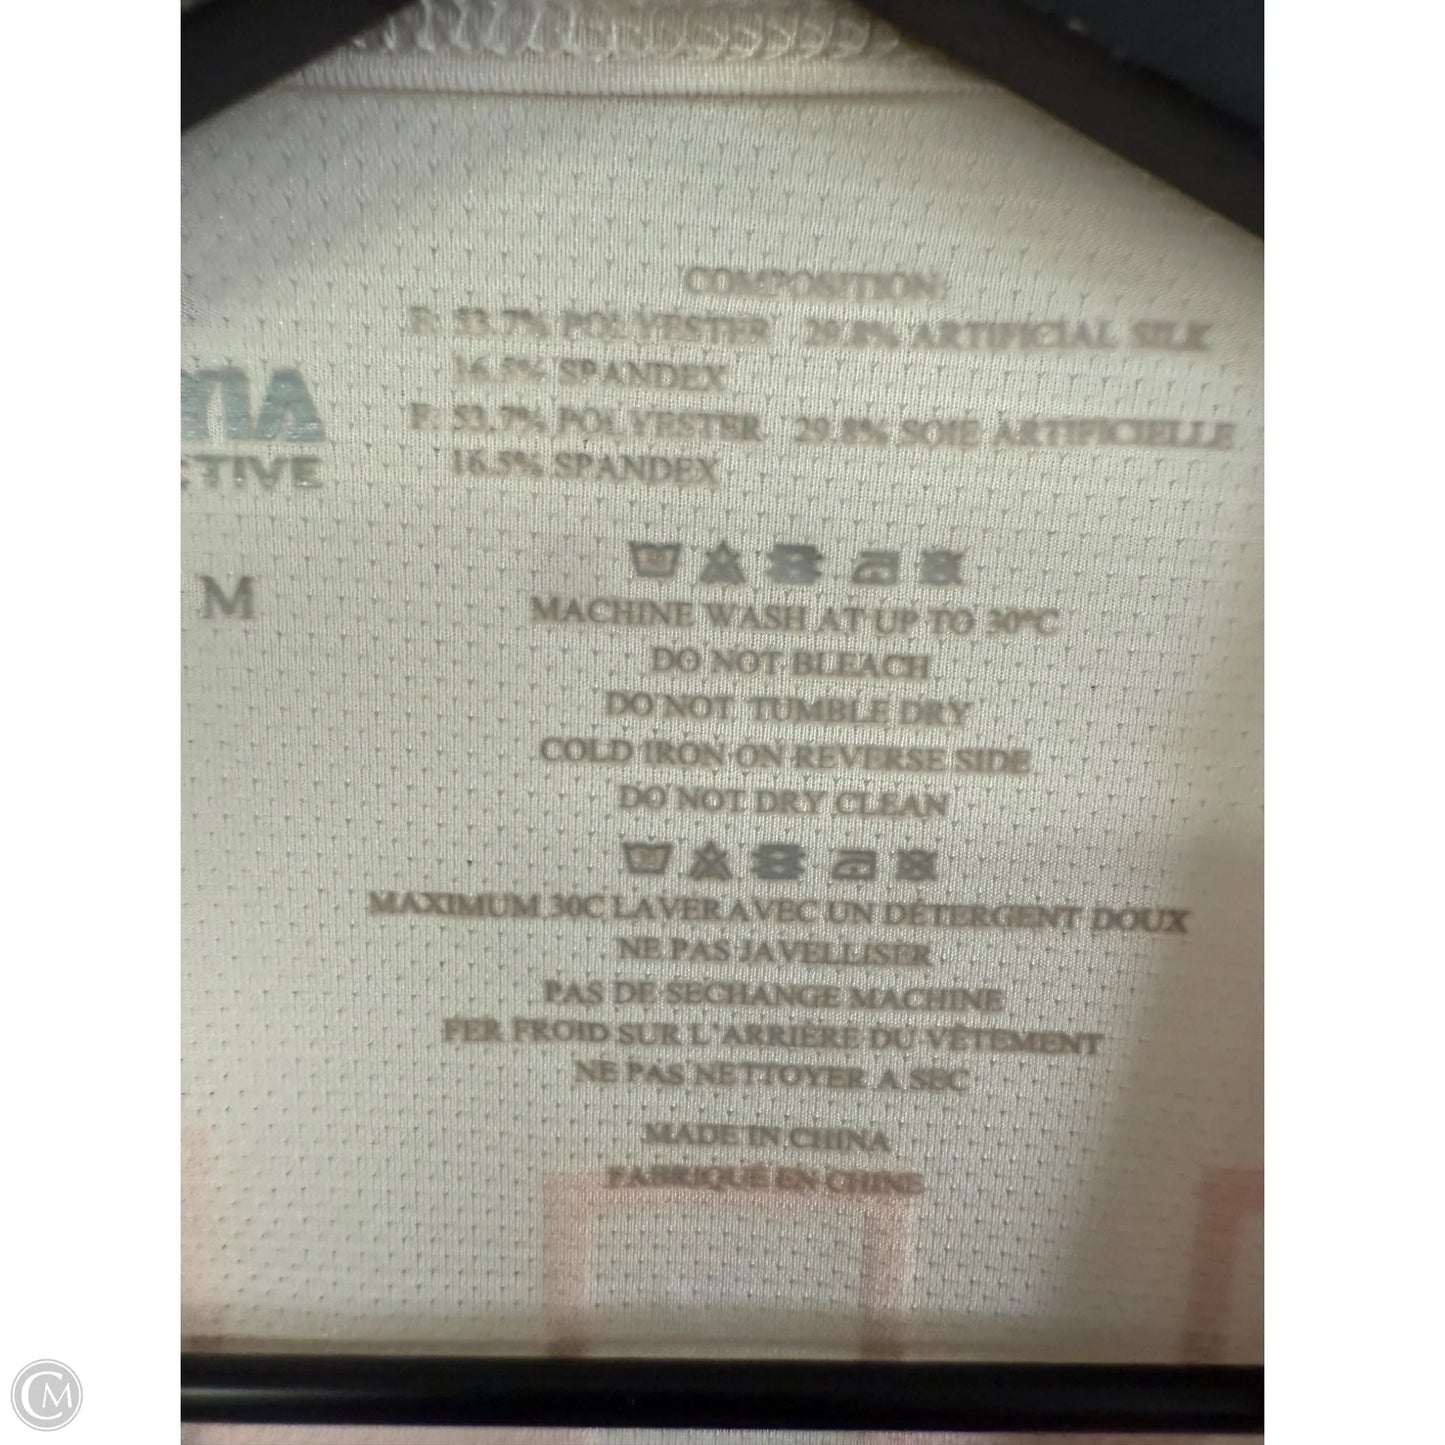 COMPOSITION:
F: 53.7% POLYESTER 29.8% ARTIFICIAL SILK
16.5% SPANDEX
F: 53.7% POLYESTER 29.8% SOIE ARTIFICIELLE
16.5% SPANDEX
CTIVE
M
MACHINE WASH AT UP TO 30°C
DO NOT BLEACH
DO NOT TUMBLE DRY
COLD IRON ON REVERSE SIDE
DO NOT DRY CLEAN
MAXIMUM 30C LAVER AVEC UN DÉTERGENT DOUX
NE PAS JAVELLISER
PAS DE SECHANGE MACHINE
FER FROID SUR L'ARRIÈRE DU VÊTEMENT
NE PAS NETTOYER A SEC
MADE IN CHINA
FABRIQUÉ EN CHINE
CM